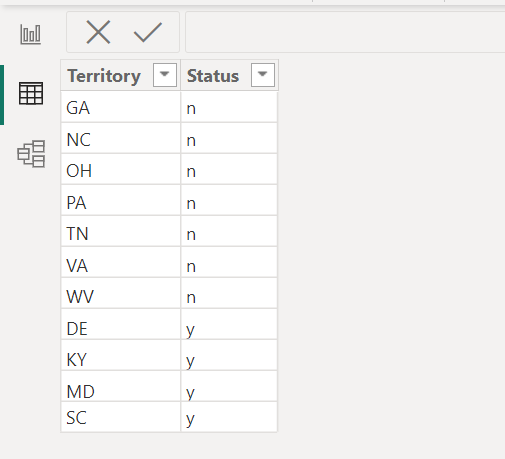 Territory Status
GA n
NC n
OH n
PA n
TN n
VA n
WV n
DE y
KY y
MD y
SC y